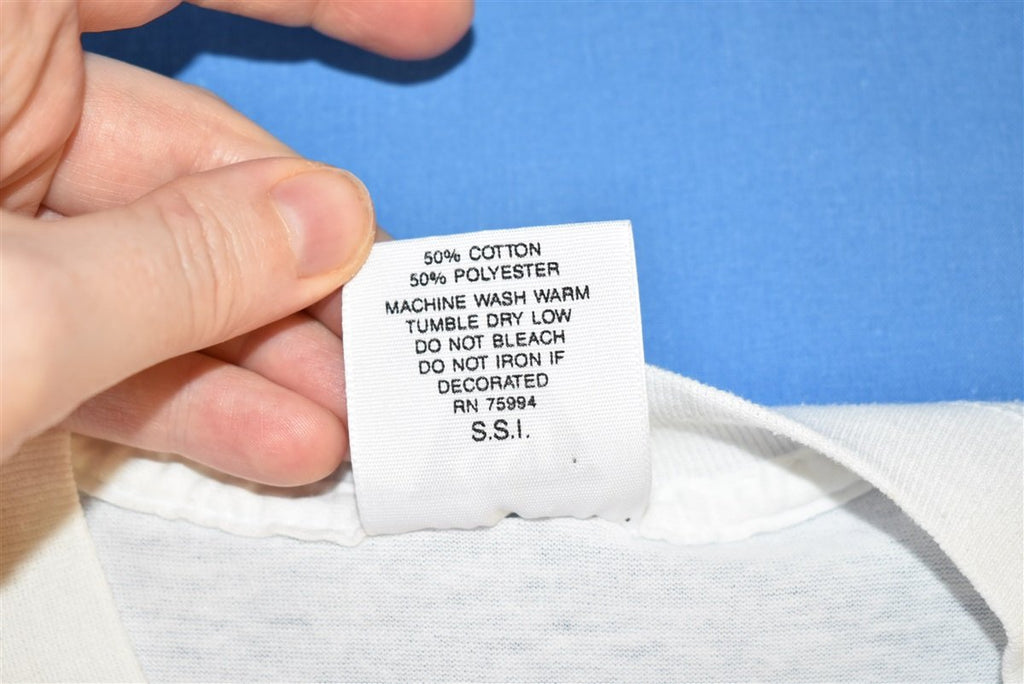 50% COTTON
50% POLYESTER
MACHINE WASH WARM
TUMBLE DRY LOW
DO NOT BLEACH
DO NOT IRON IF
DECORATED
RN 75994
S.S.I.